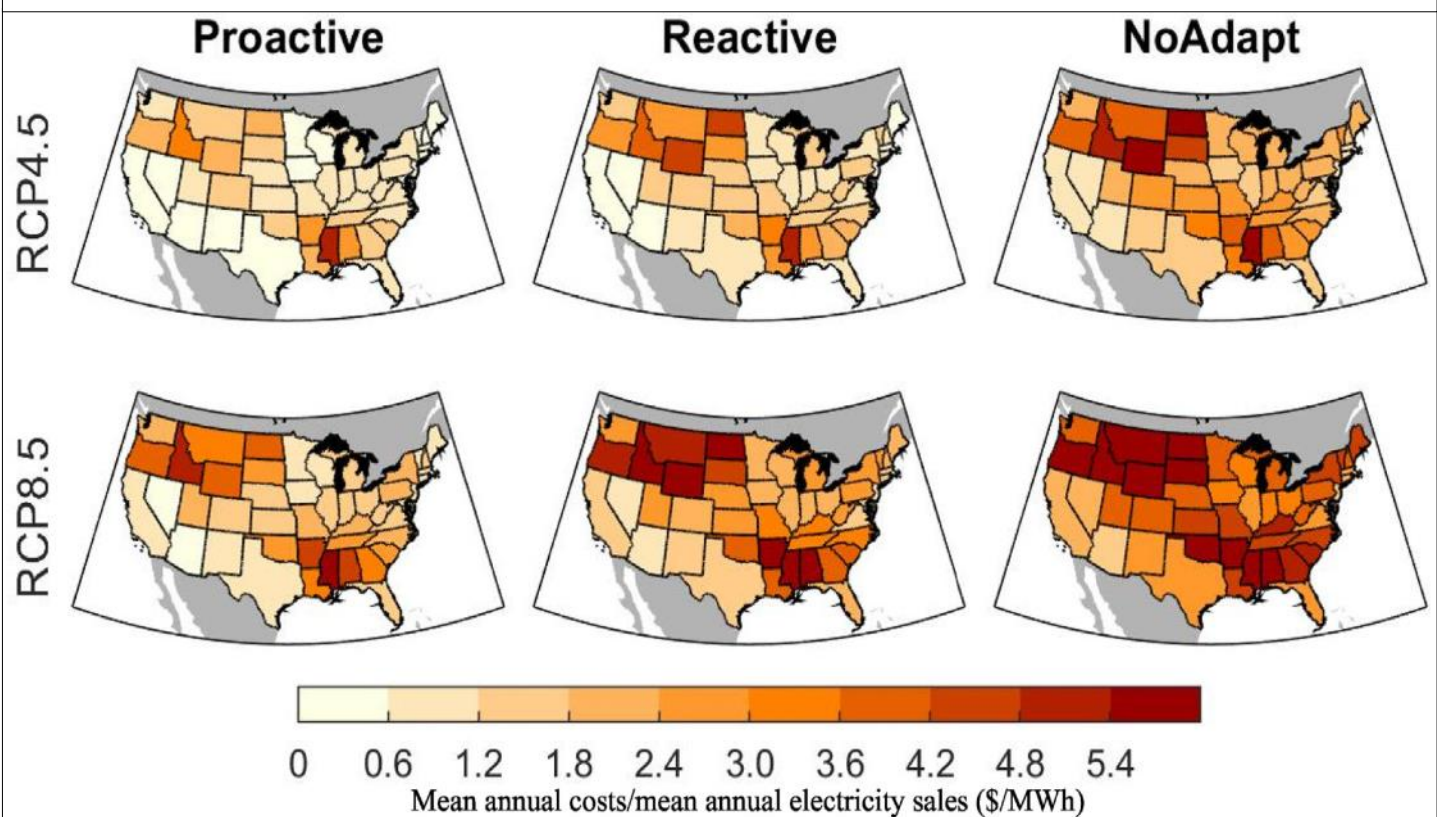 Proactive Reactive NoAdapt
RCP4.5
RCP8.5
0 0.6 1.2 1.8 2.4 3.0 3.6 4.2 4.8 5.4
Mean annual costs/mean annual electricity sales ($/MWh)